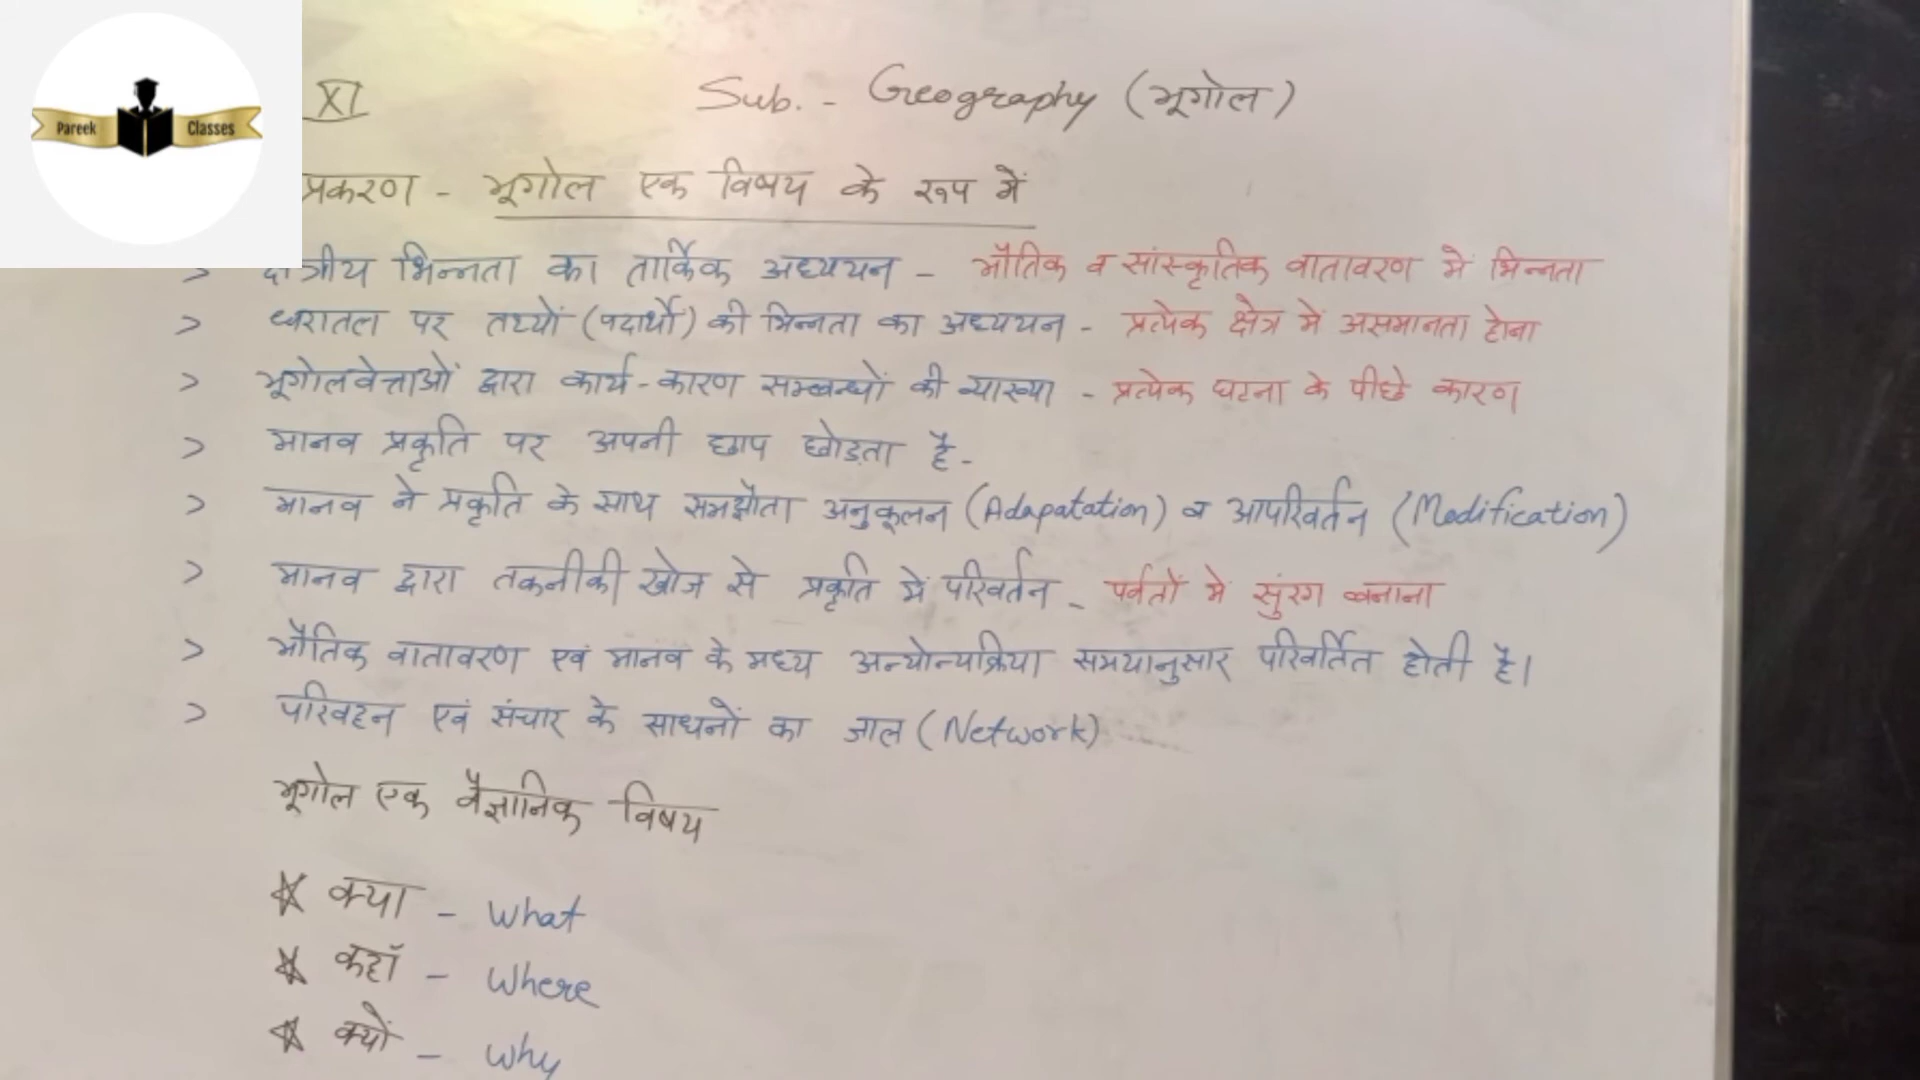 Pareek Classes
XI Sub. - Geography (भूगोल)
प्रकरण - भूगोल एक विषय के रूप में
> क्षेत्रीय भिन्नता का तार्किक अध्ययन - भौतिक व सांस्कृतिक वातावरण में भिन्नता
> धरातल पर तथ्यों (पदार्थों) की भिन्नता का अध्ययन - प्रत्येक क्षेत्र में असमानता होना
> भूगोलवेत्ताओं द्वारा कार्य-कारण सम्बन्धों की व्याख्या - प्रत्येक घटना के पीछे कारण
> मानव प्रकृति पर अपनी छाप छोड़ता है -
> मानव ने प्रकृति के साथ समझौता अनुकूलन (Adapatation) व आपरिवर्तन (Modification)
> मानव द्वारा तकनीकी खोज से प्रकृति में परिवर्तन - पर्वतों में सुंरग बनाना
> भौतिक वातावरण एवं मानव के मध्य अन्योन्यक्रिया समयानुसार परिवर्तित होती है।
> परिवहन एवं संचार के साधनों का जाल (Network)
भूगोल एक वैज्ञानिक विषय
☆ क्या - What
☆ कहाँ - Where
☆ क्यों - Why